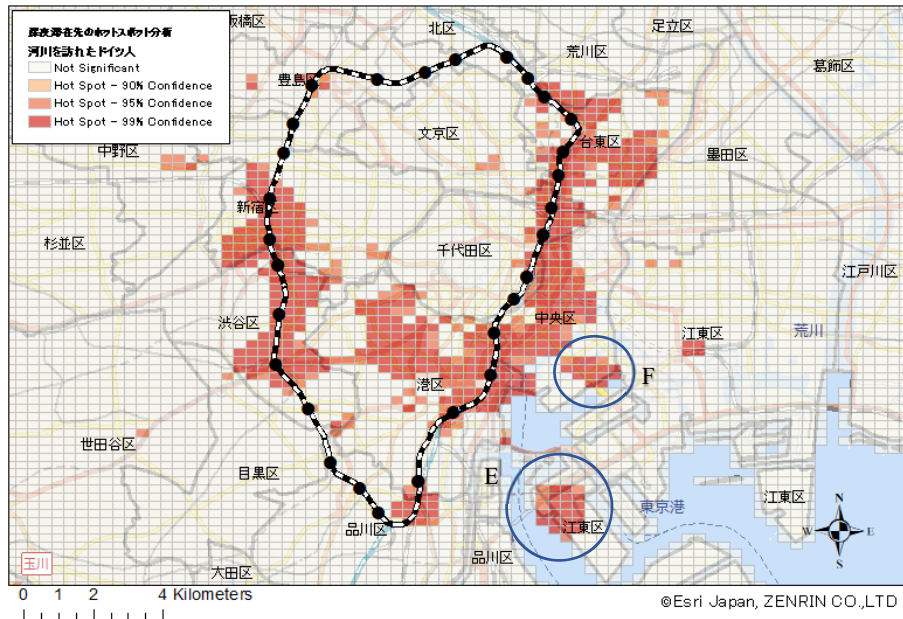 深夜滞在先のホットスポット分析
河川を訪れたドイツ人
Not Significant
Hot Spot - 90% Confidence
Hot Spot - 95% Confidence
Hot Spot - 99% Confidence
板橋区
北区
足立区
荒川区
葛飾区
豊島区
文京区
台東区
墨田区
中野区
新宿区
杉並区
千代田区
江戸川区
渋谷区
中央区
江東区
荒川
港区
F
世田谷区
目黒区
E
東京港
江東区
品川区
江東区
品川区
N
W
E
S
玉川
大田区
0 1 2 4 Kilometers
©Esri Japan, ZENRIN CO.,LTD